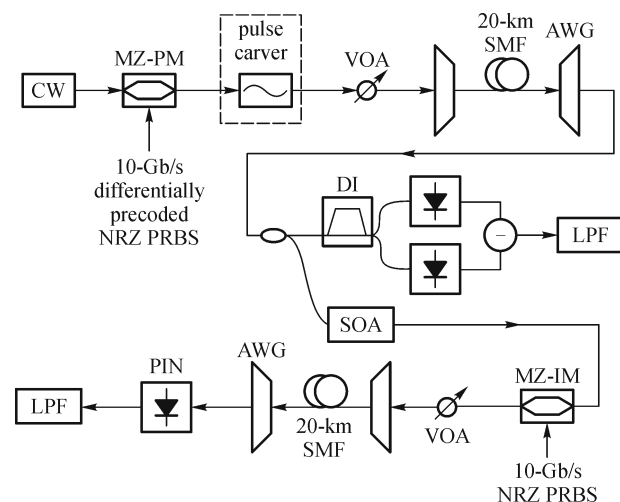 pulse
carver
20-km
SMF
AWG
MZ-PM
VOA
CW
10-Gb/s
differentially
precoded
NRZ PRBS
DI
−
LPF
SOA
AWG
PIN
MZ-IM
LPF
20-km
SMF
VOA
10-Gb/s
NRZ PRBS